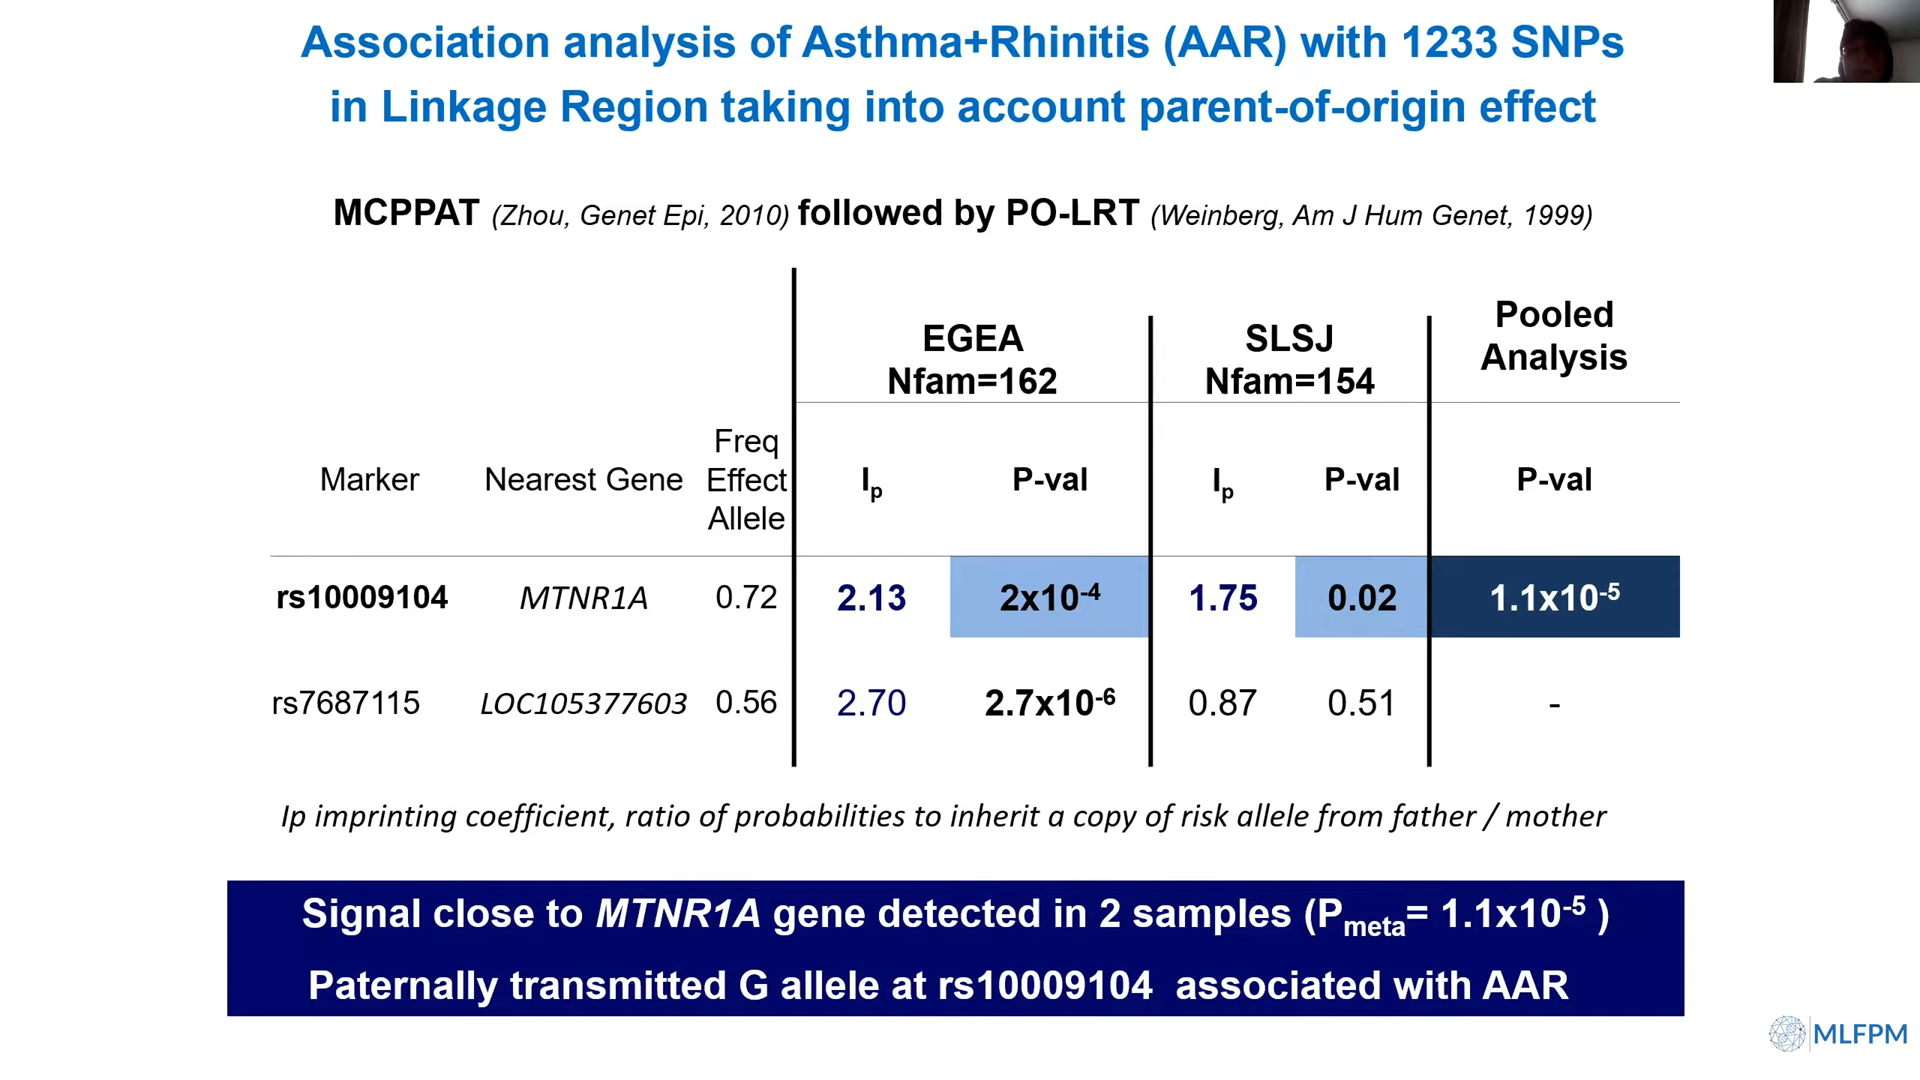 Association analysis of Asthma+Rhinitis (AAR) with 1233 SNPs
in Linkage Region taking into account parent-of-origin effect
MCPPAT (Zhou, Genet Epi, 2010) followed by PO-LRT (Weinberg, Am J Hum Genet, 1999)
EGEA
Nfam=162
SLSJ
Nfam=154
Pooled
Analysis
Marker
Nearest Gene
Freq
Effect
Allele
Ip
P-val
Ip
P-val
P-val
rs10009104 MTNR1A 0.72 2.13 2x10-4 1.75 0.02 1.1x10-5
rs7687115 LOC105377603 0.56 2.70 2.7x10-6 0.87 0.51 -
Ip imprinting coefficient, ratio of probabilities to inherit a copy of risk allele from father / mother
Signal close to MTNR1A gene detected in 2 samples (Pmeta= 1.1x10-5 )
Paternally transmitted G allele at rs10009104 associated with AAR
MLFPM